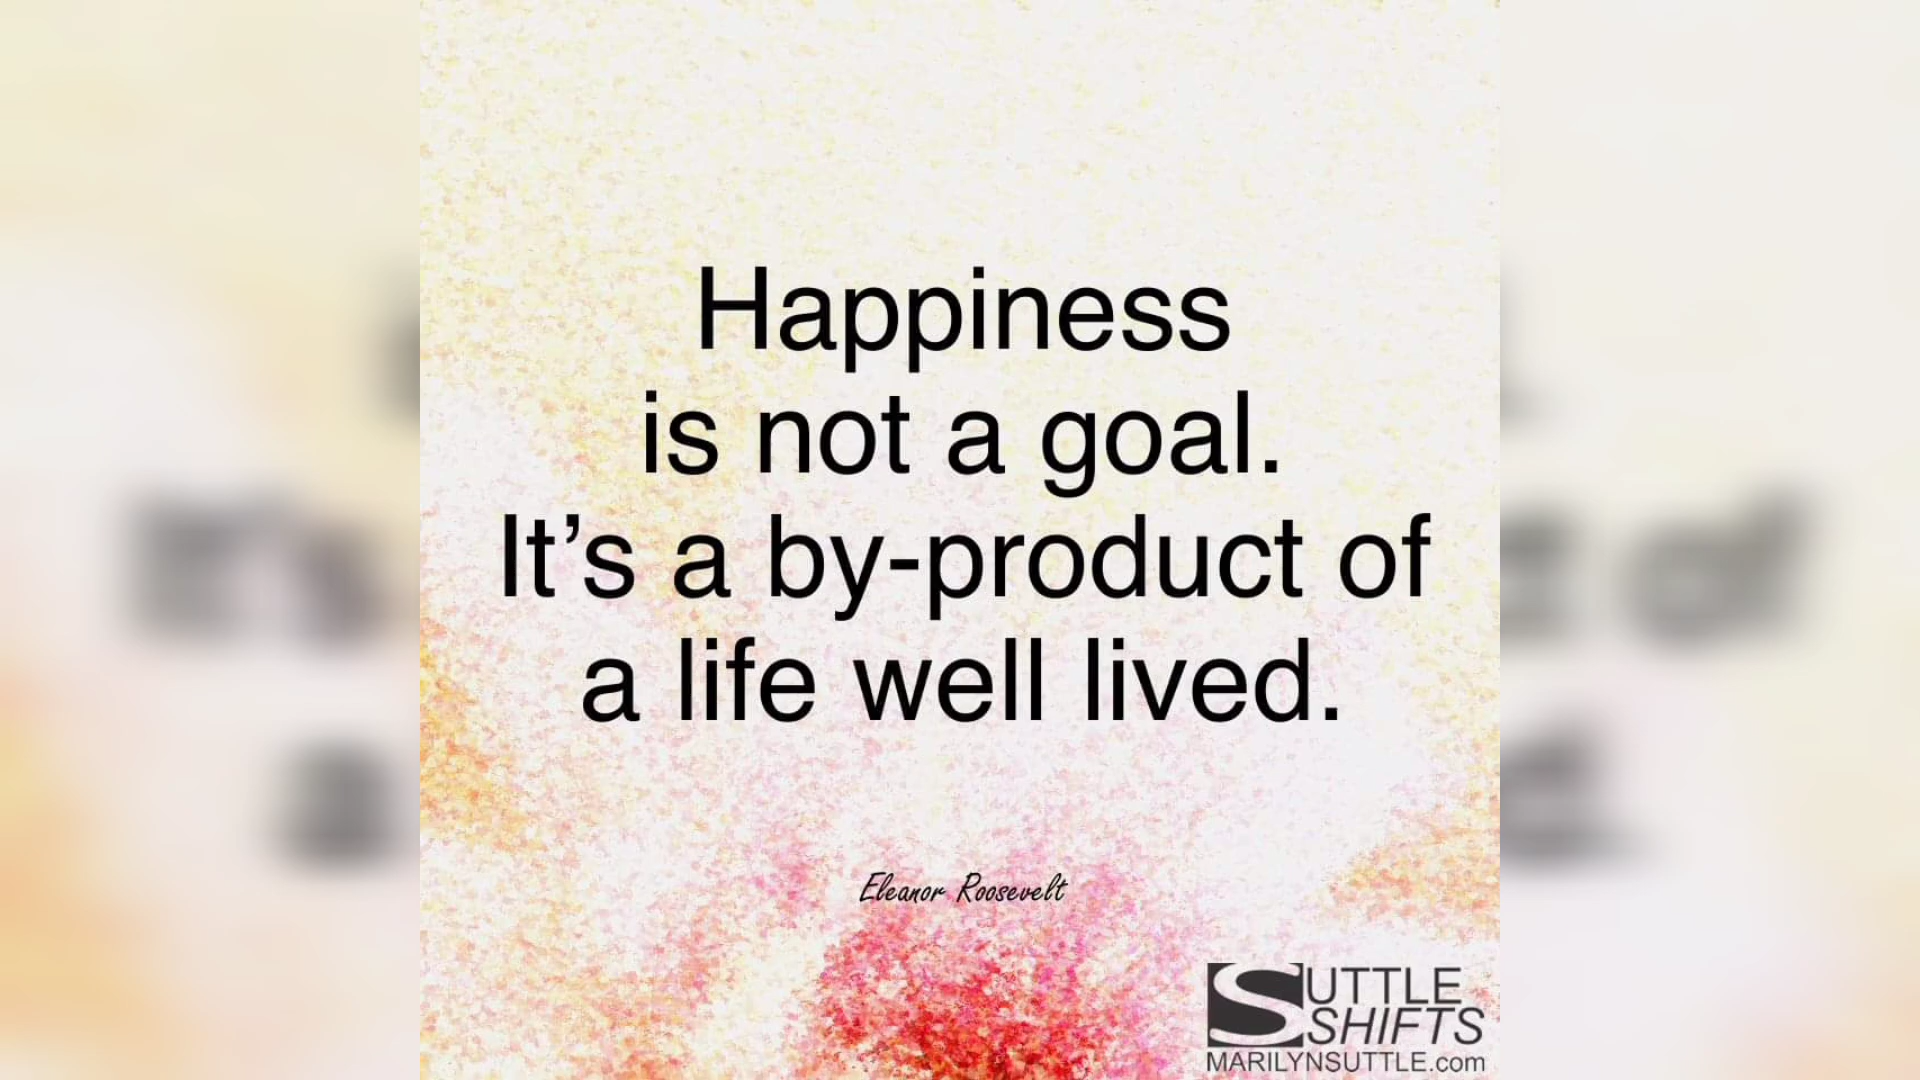 Happiness
is not a goal.
It’s a by-product of
a life well lived.
Eleanor Roosevelt
SUTTLE
SHIFTS
MARILYNSUTTLE.com